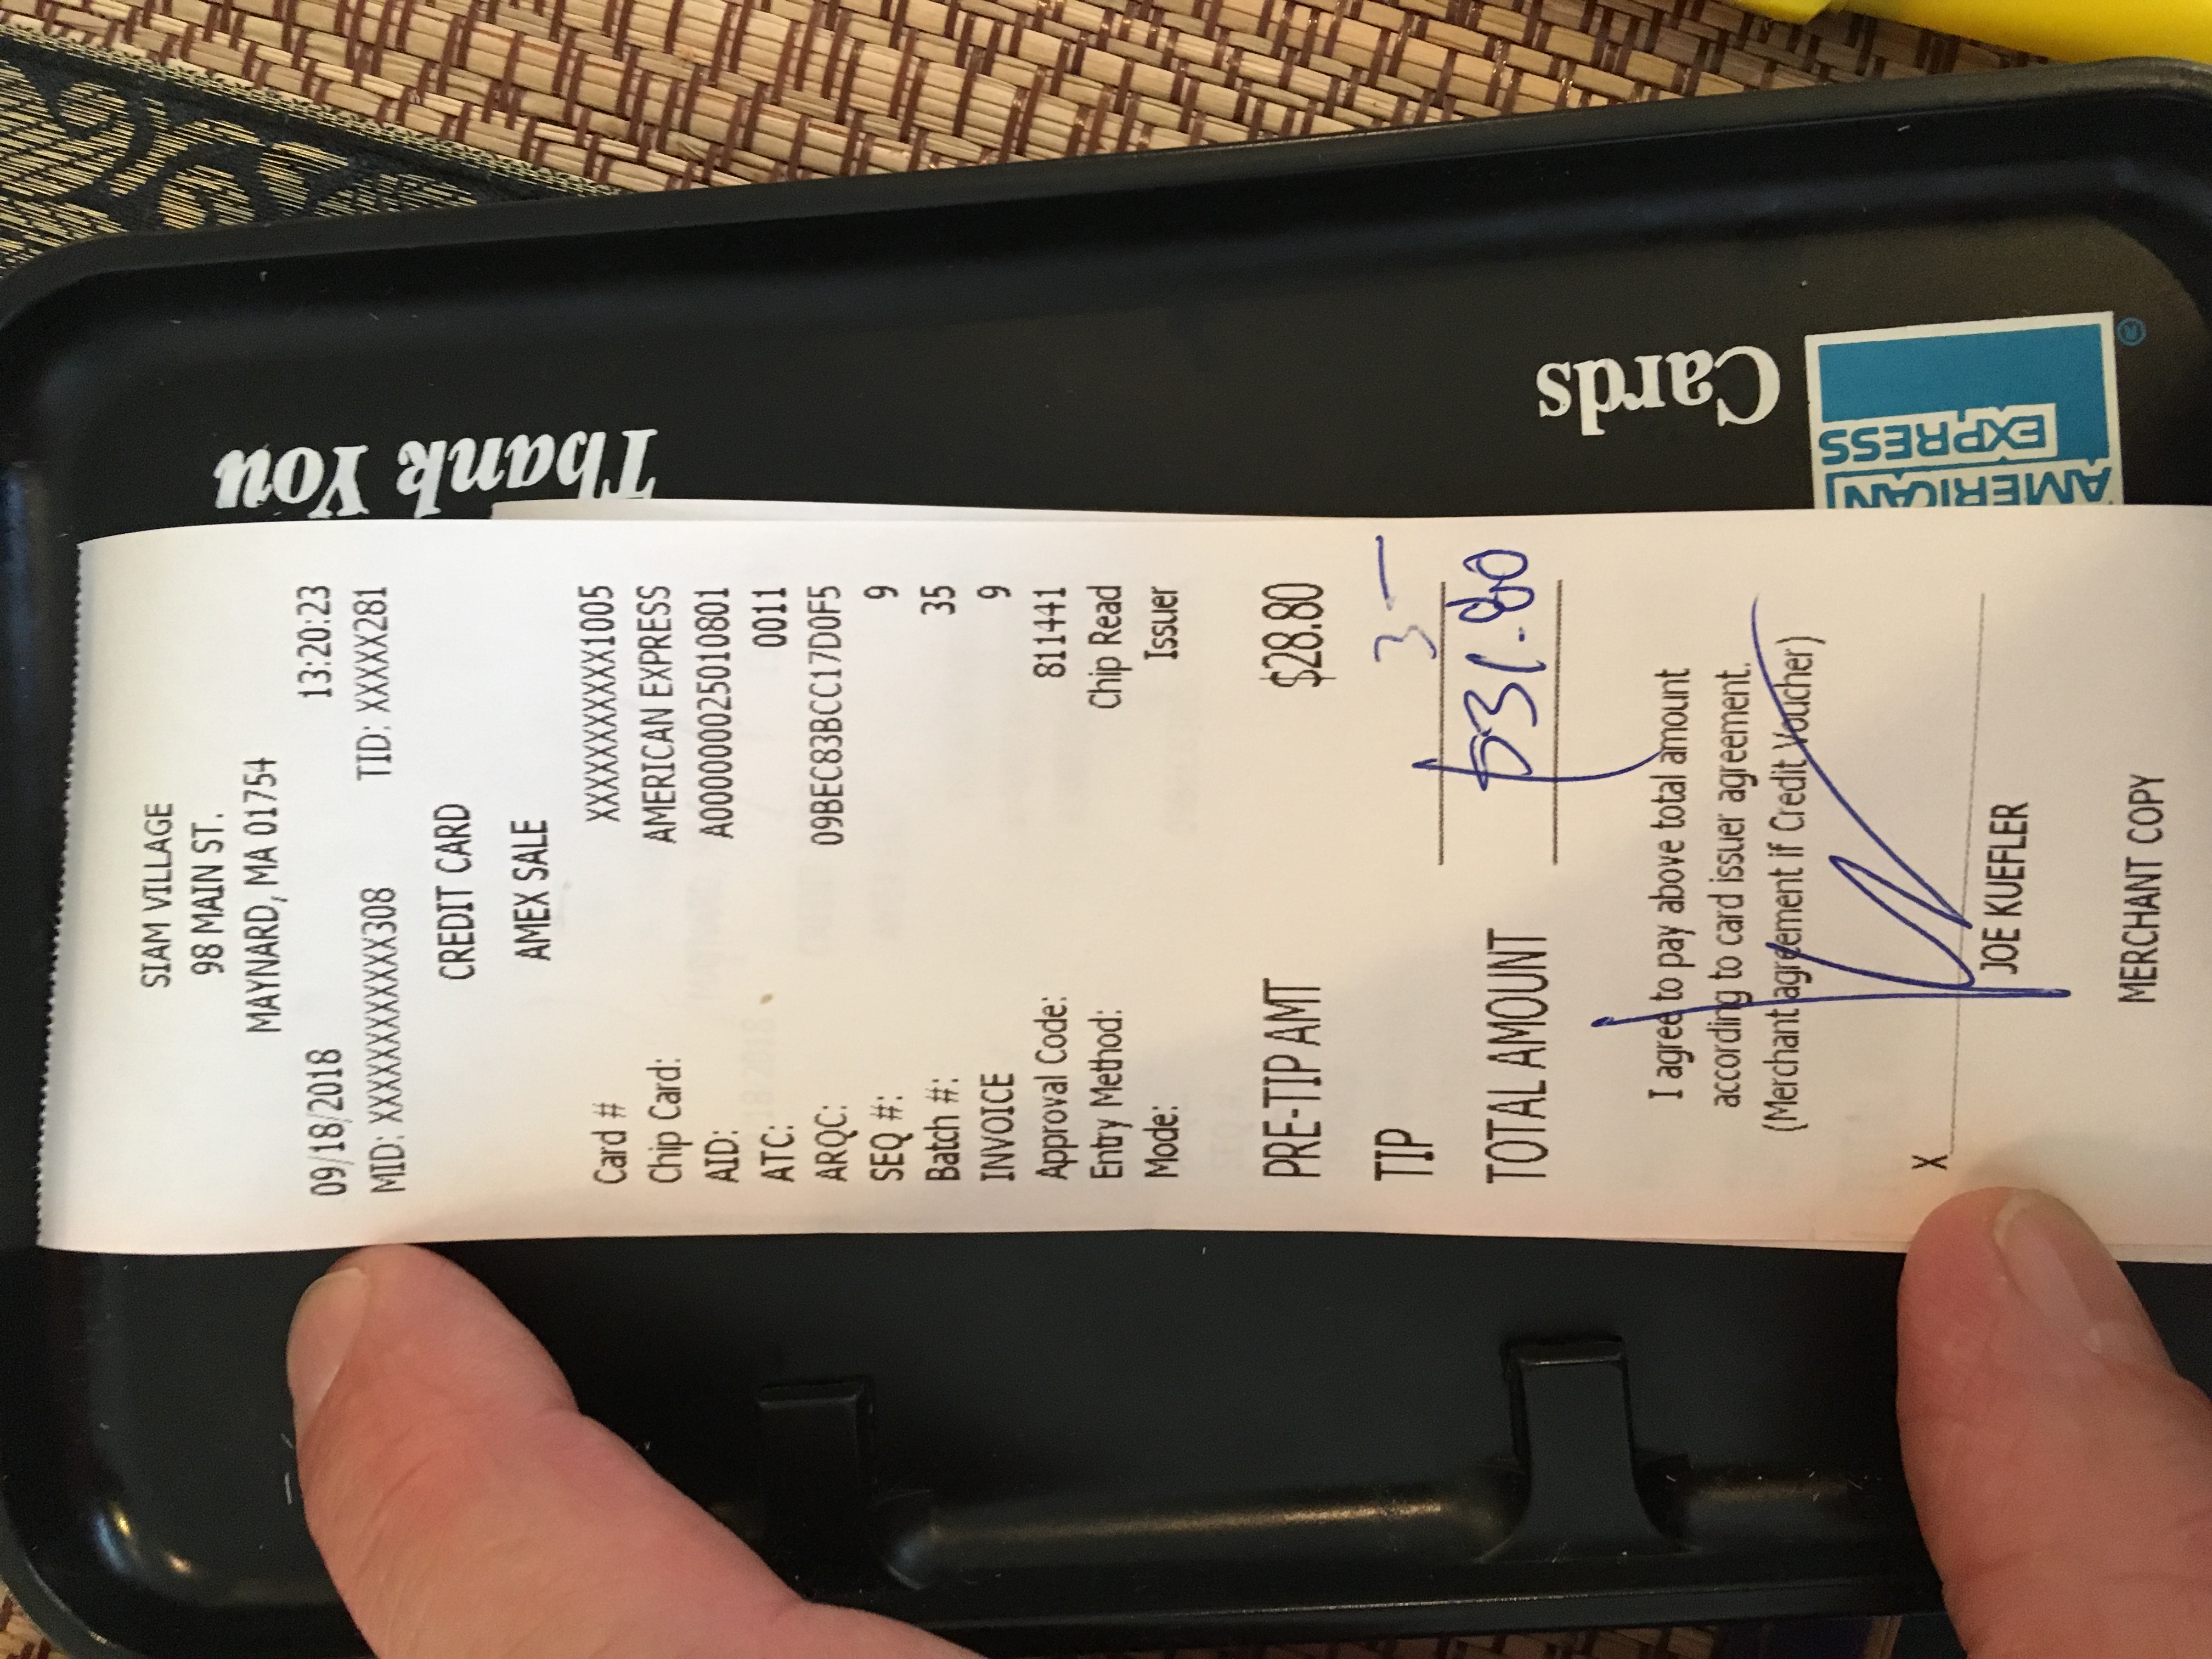 SIAM VILLAGE
98 MAIN ST.
MAYNARD, MA 01754
09/18/2018 13:20:23
MID: XXXXXXXXXXXX308 TID: XXXXX281
CREDIT CARD
AMEX SALE
Card # XXXXXXXXXXX1005
Chip Card: AMERICAN EXPRESS
AID: A000000025010801
ATC: 0011
ARQC: 09BEC83BCC17D0F5
SEQ #: 9
Batch #: 35
INVOICE 9
Approval Code: 811441
Entry Method: Chip Read
Mode: Issuer
PRE-TIP AMT $28.80
TIP 3-
TOTAL AMOUNT $31.80
I agree to pay above total amount
according to card issuer agreement.
(Merchant agreement if Credit Voucher)
X
JOE KUEFLER
MERCHANT COPY
Thank You
AMERICAN
EXPRESS
®
Cards